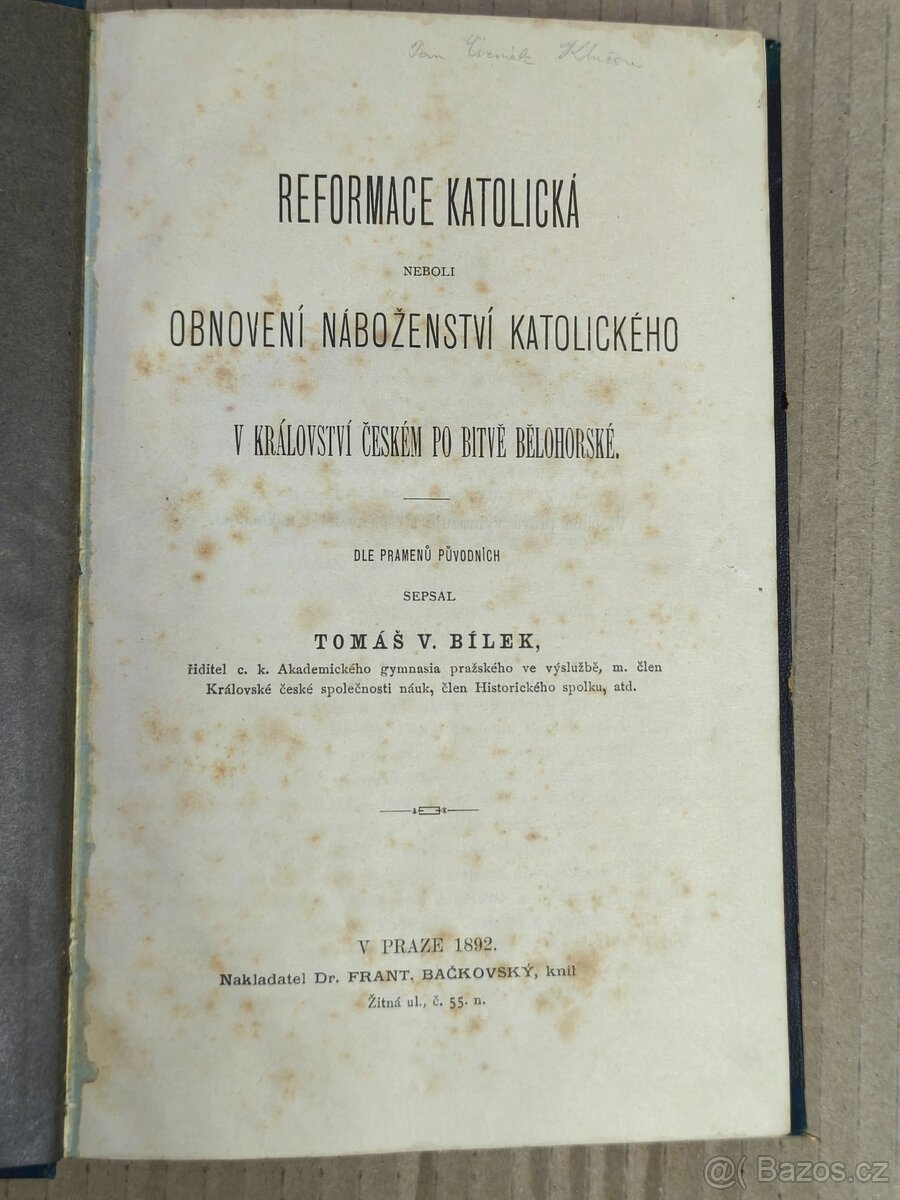 REFORMACE KATOLICKÁ
NEBOLI
OBNOVENÍ NÁBOŽENSTVÍ KATOLICKÉHO
V KRÁLOVSTVÍ ČESKÉM PO BITVĚ BĚLOHORSKÉ.
DLE PRAMENŮ PŮVODNÍCH
SEPSAL
TOMÁŠ V. BÍLEK,
řiditel c. k. Akademického gymnasia pražského ve výslužbě, m. člen
Královské české společnosti náuk, člen Historického spolku, atd.
V PRAZE 1892.
Nakladatel Dr. FRANT. BAČKOVSKÝ, knih
Žitná ul., č. 55. n.
@( Bazos.cz